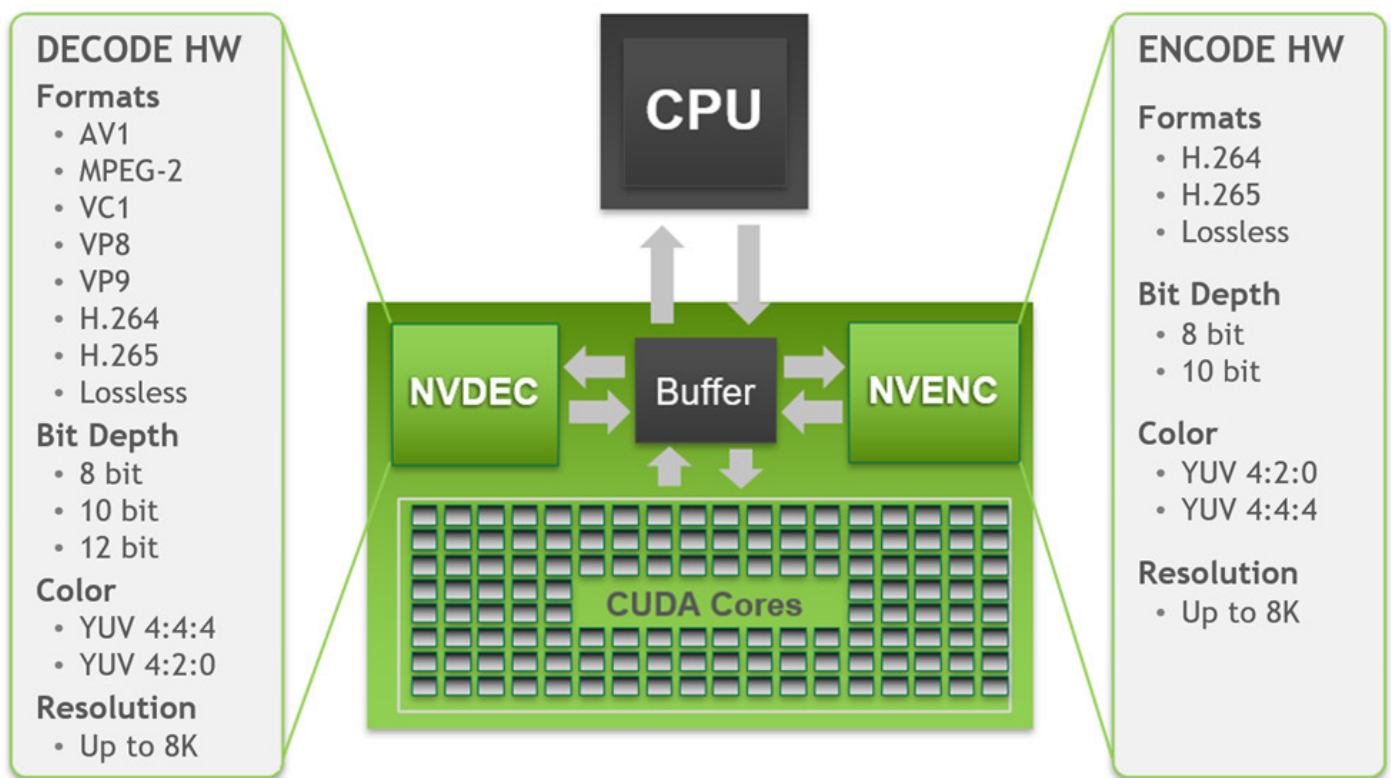 DECODE HW
Formats
• AV1
• MPEG-2
• VC1
• VP8
• VP9
• H.264
• H.265
• Lossless
Bit Depth
• 8 bit
• 10 bit
• 12 bit
Color
• YUV 4:4:4
• YUV 4:2:0
Resolution
• Up to 8K
CPU
NVDEC
Buffer
NVENC
CUDA Cores
ENCODE HW
Formats
• H.264
• H.265
• Lossless
Bit Depth
• 8 bit
• 10 bit
Color
• YUV 4:2:0
• YUV 4:4:4
Resolution
• Up to 8K